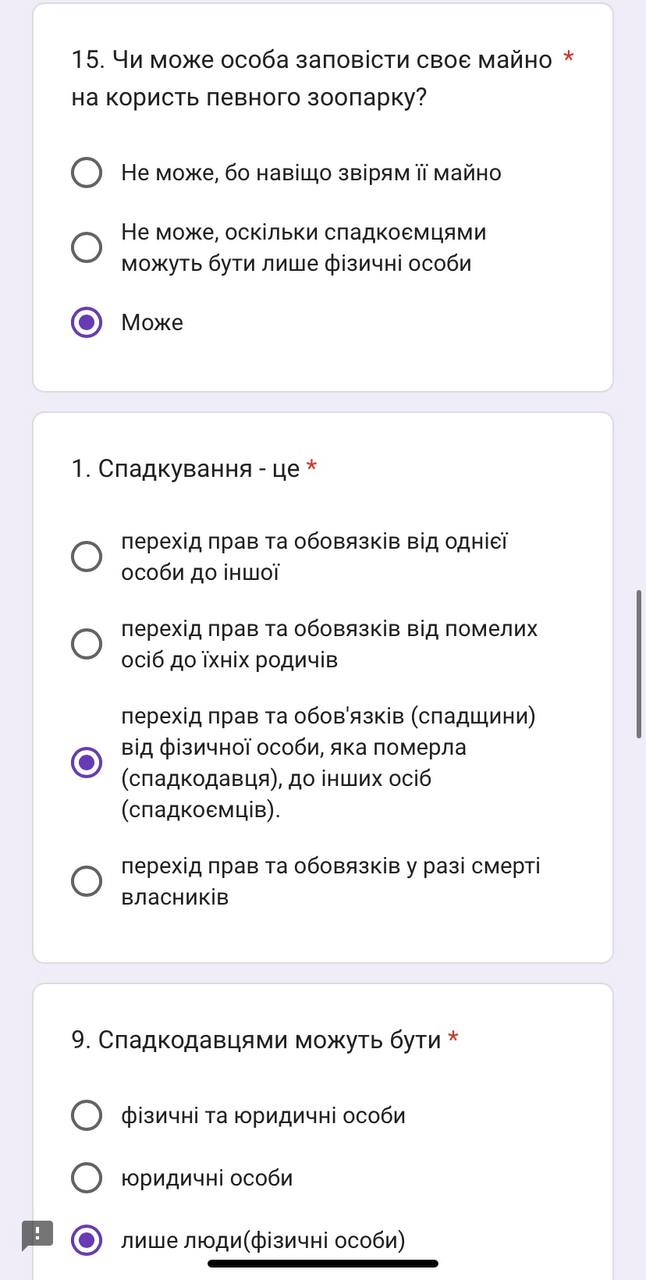 15. Чи може особа заповісти своє майно *
на користь певного зоопарку?
Не може, бо навіщо звірям її майно
Не може, оскільки спадкоємцями
можуть бути лише фізичні особи
Може
1. Спадкування - це *
перехід прав та обовязків від однієї
особи до іншої
перехід прав та обовязків від помелих
осіб до їхніх родичів
перехід прав та обов'язків (спадщини)
від фізичної особи, яка померла
(спадкодавця), до інших осіб
(спадкоємців).
перехід прав та обовязків у разі смерті
власників
9. Спадкодавцями можуть бути *
фізичні та юридичні особи
юридичні особи
лише люди(фізичні особи)